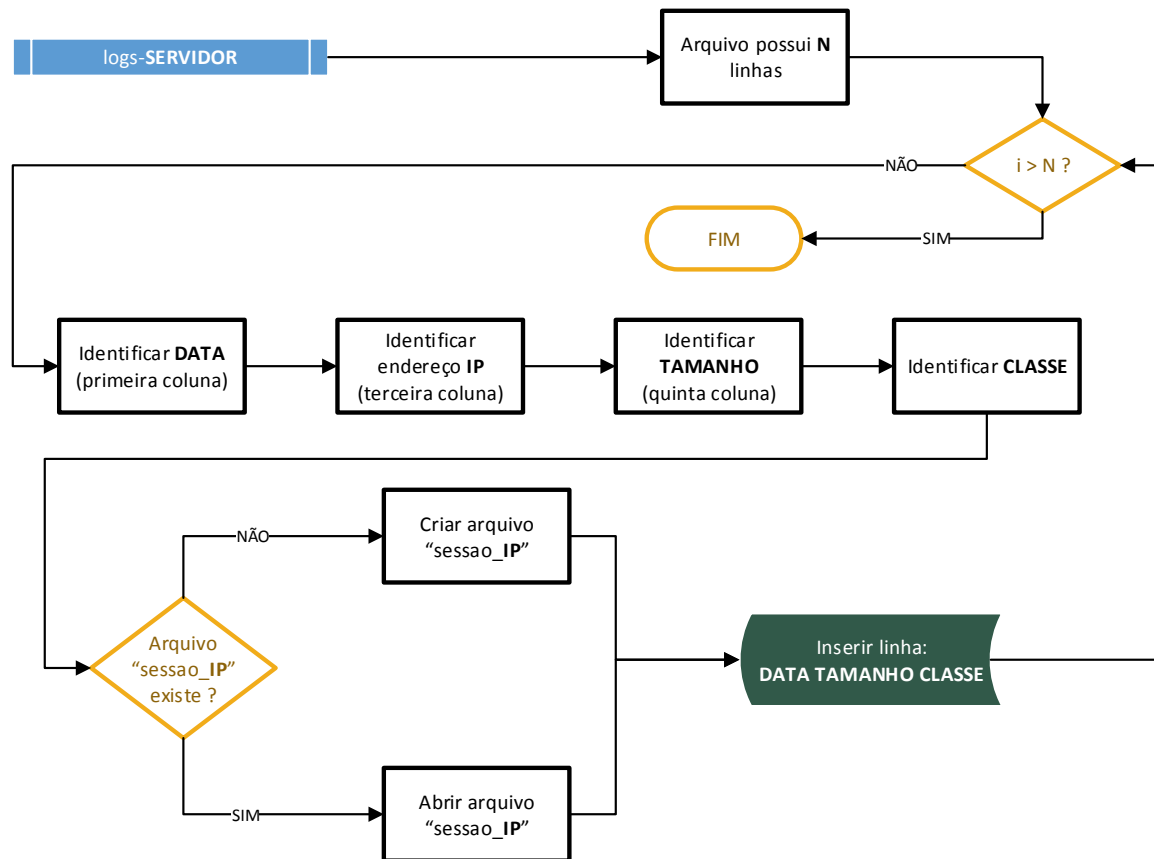 logs-SERVIDOR
Arquivo possui N
linhas
i > N ?
NÃO
SIM
FIM
Identificar DATA
(primeira coluna)
Identificar
endereço IP
(terceira coluna)
Identificar
TAMANHO
(quinta coluna)
Identificar CLASSE
NÃO
Criar arquivo
“sessao_IP”
Arquivo
“sessao_IP”
existe ?
Inserir linha:
DATA TAMANHO CLASSE
SIM
Abrir arquivo
“sessao_IP”